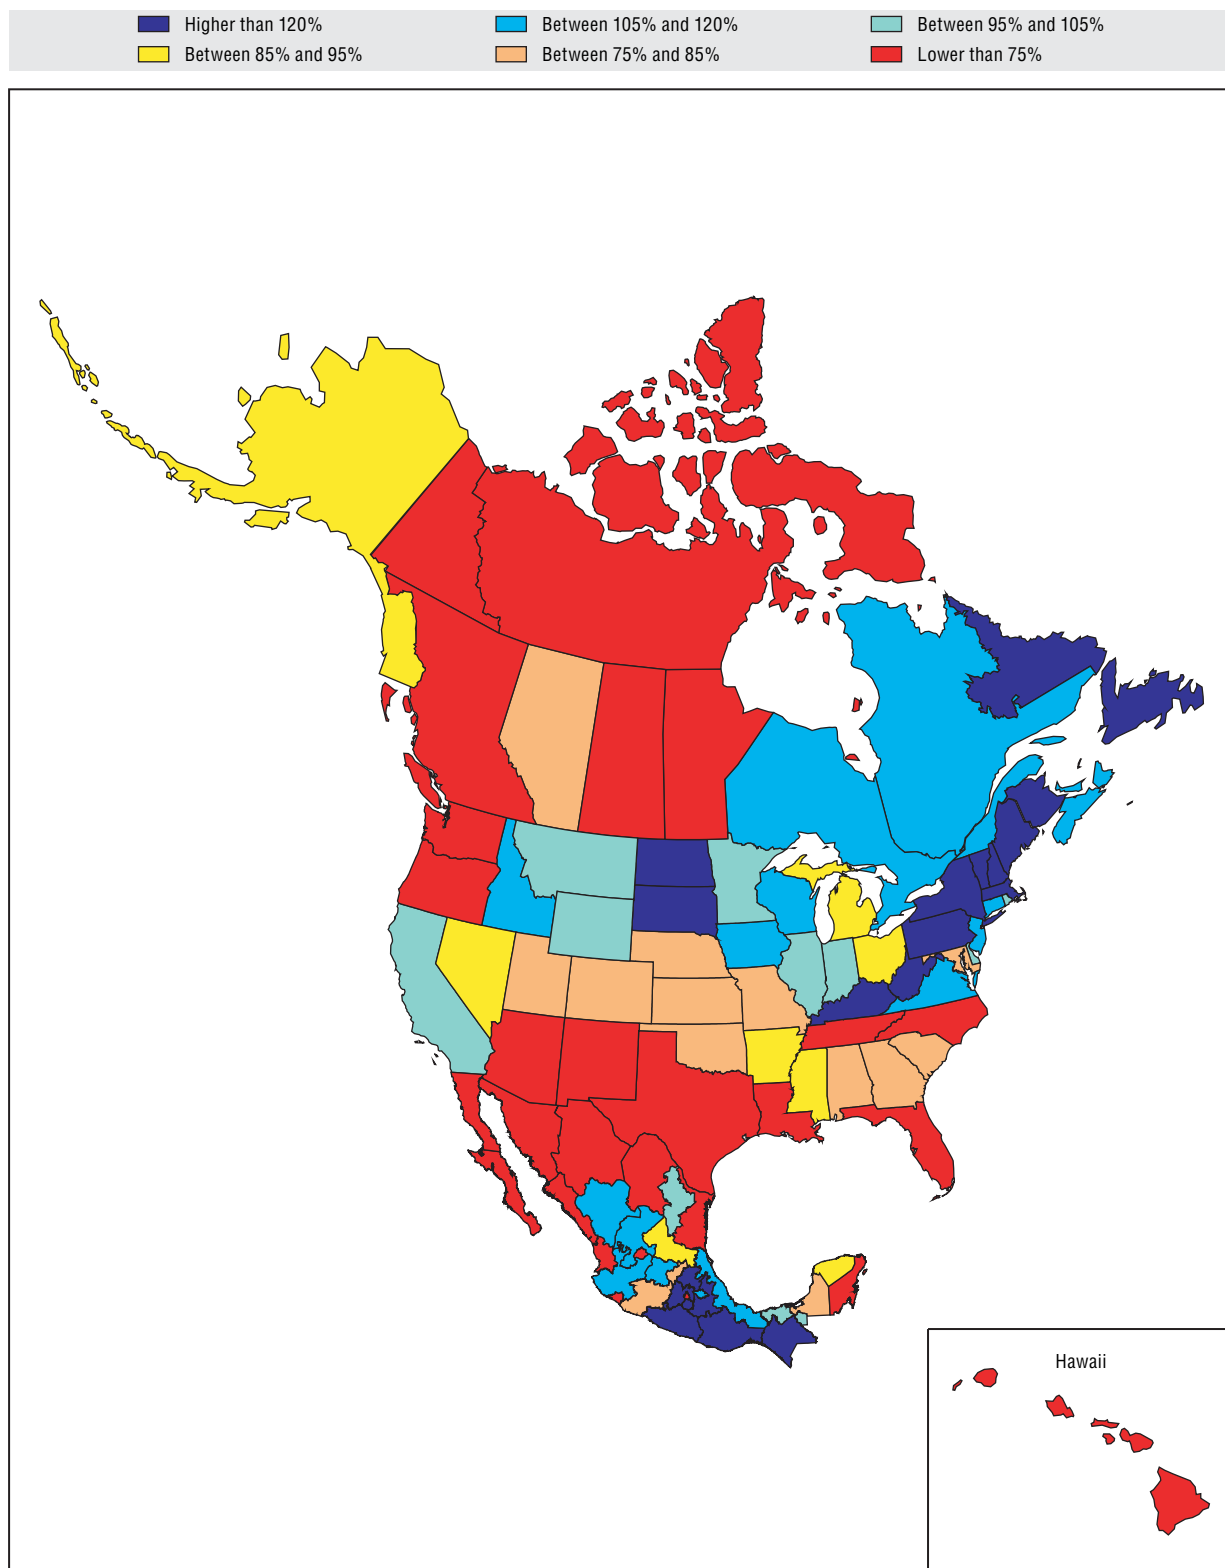 Higher than 120% Between 105% and 120% Between 95% and 105%
Between 85% and 95% Between 75% and 85% Lower than 75%
Hawaii